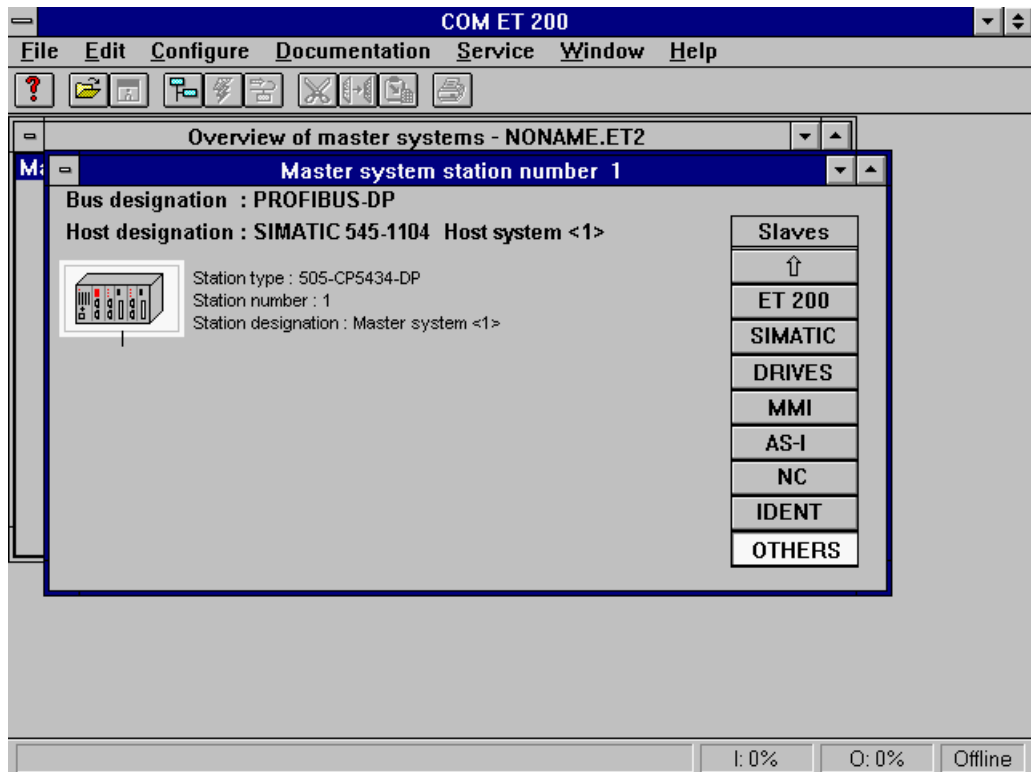 COM ET 200
File Edit Configure Documentation Service Window Help
?
Overview of master systems - NONAME.ET2
Master system station number 1
Bus designation : PROFIBUS-DP
Host designation : SIMATIC 545-1104 Host system <1>
Station type : 505-CP5434-DP
Station number : 1
Station designation : Master system <1>
Slaves
⇧
ET 200
SIMATIC
DRIVES
MMI
AS-I
NC
IDENT
OTHERS
I: 0% O: 0% Offline